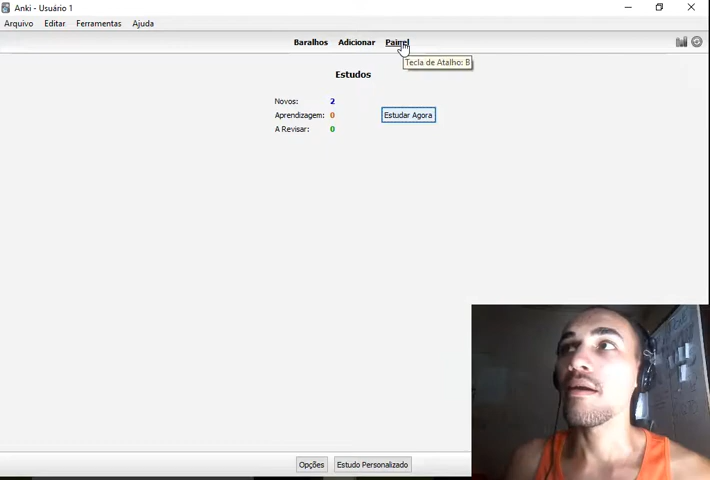 Anki - Usuário 1
Arquivo Editar Ferramentas Ajuda
Baralhos Adicionar Painel
Tecla de Atalho: B
Estudos
Novos: 2
Aprendizagem: 0
A Revisar: 0
Estudar Agora
Opções Estudo Personalizado